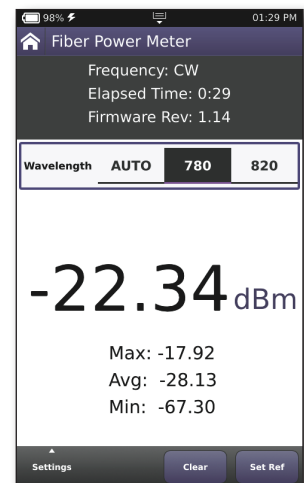 98% 01:29 PM
Fiber Power Meter
Frequency: CW
Elapsed Time: 0:29
Firmware Rev: 1.14
Wavelength AUTO 780 820
-22.34 dBm
Max: -17.92
Avg: -28.13
Min: -67.30
Settings Clear Set Ref